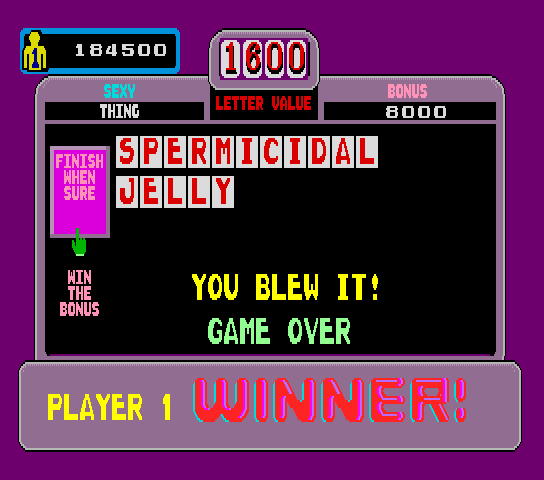 184500
1600
LETTER VALUE
SEXY
THING
BONUS
8000
FINISH
WHEN
SURE
SPERMICIDAL
JELLY
WIN
THE
BONUS
YOU BLEW IT!
GAME OVER
PLAYER 1 WINNER!